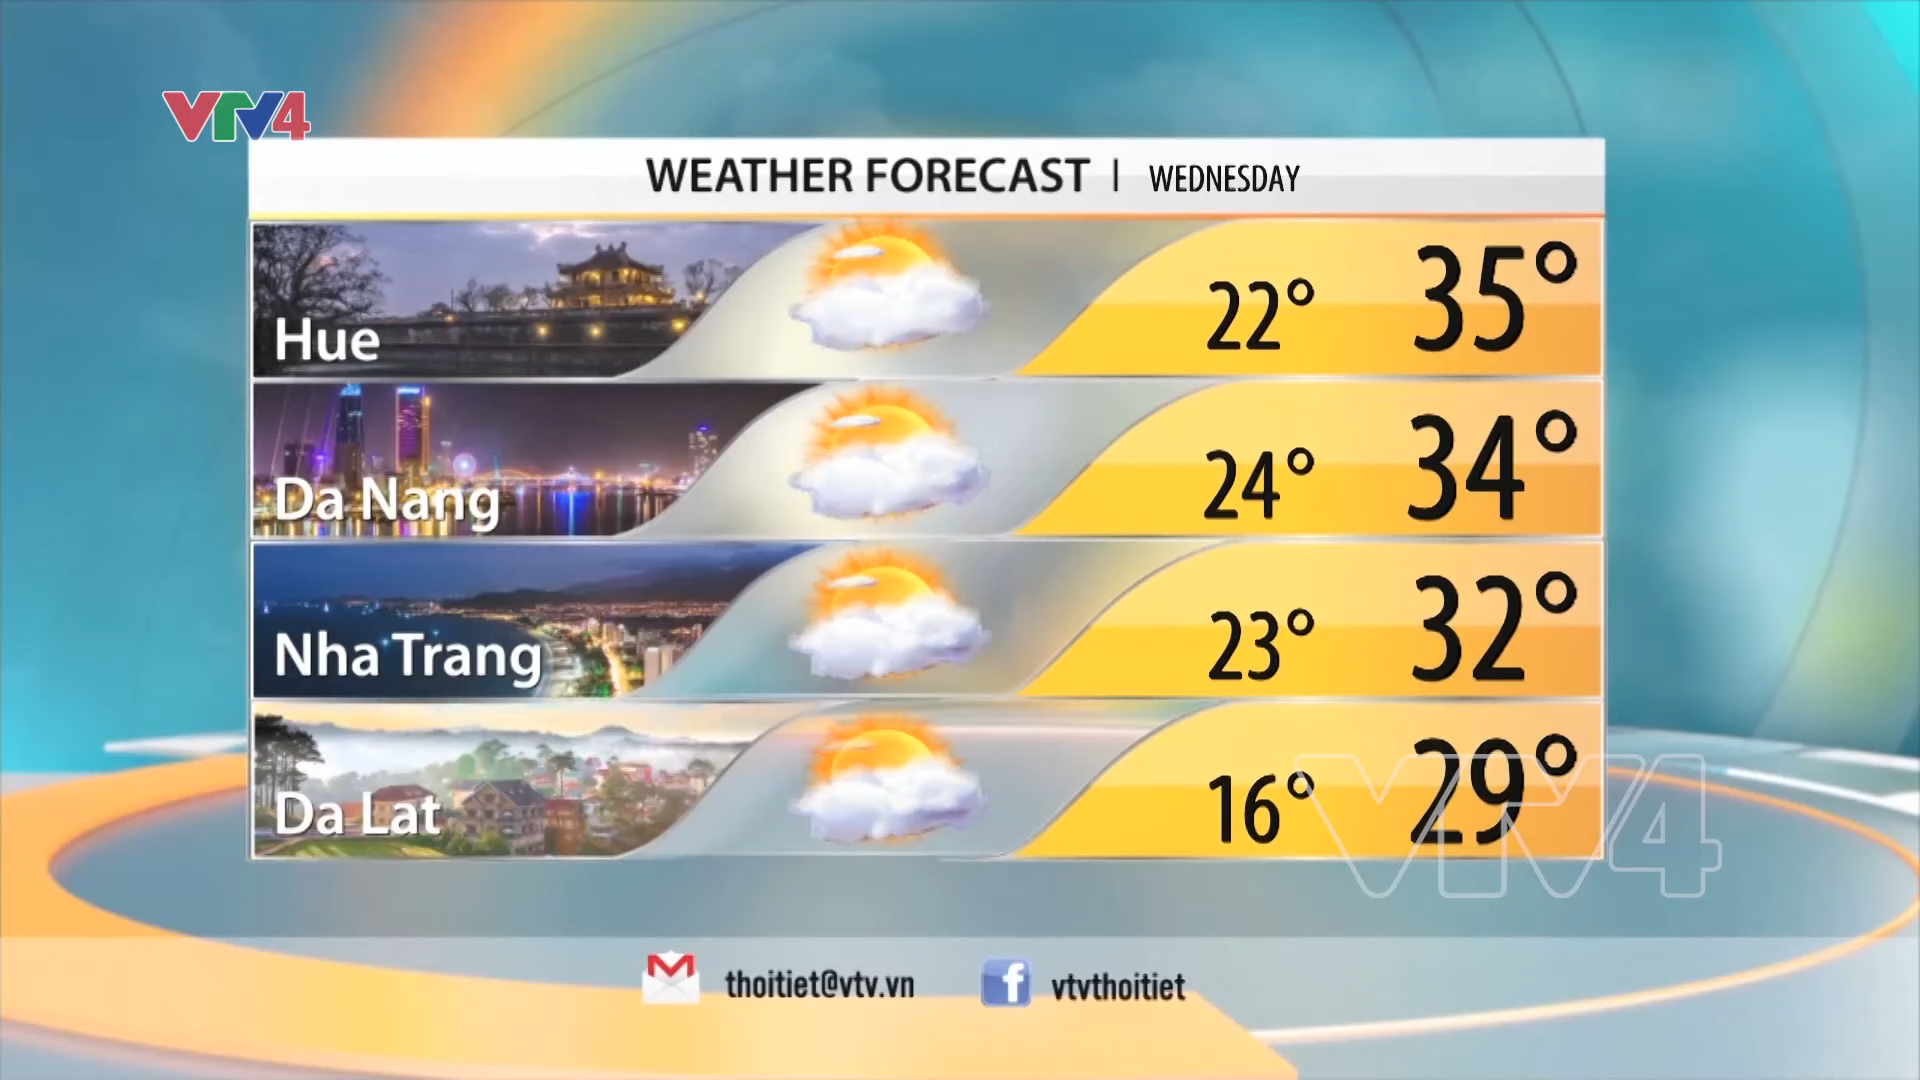 VTV4
WEATHER FORECAST | WEDNESDAY
Hue 22° 35°
Da Nang 24° 34°
Nha Trang 23° 32°
Da Lat 16° 29°
VTV4
thoitiet@vtv.vn vtvthoitiet